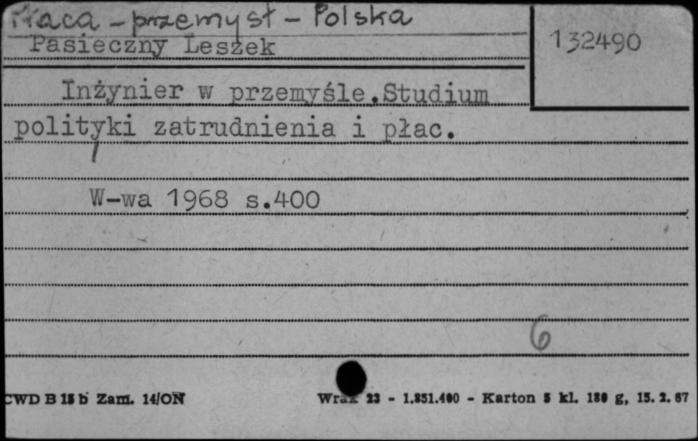 Płaca - przemysł - Polska
Pasieczny Leszek
132490
Inżynier w przemyśle.Studium
polityki zatrudnienia i płac.
W-wa 1968 s.400
6
CWD B 15 b Zam. 14/ON
23 - 1.851.400 - Karton 5 kl. 180 g, 15.2.67